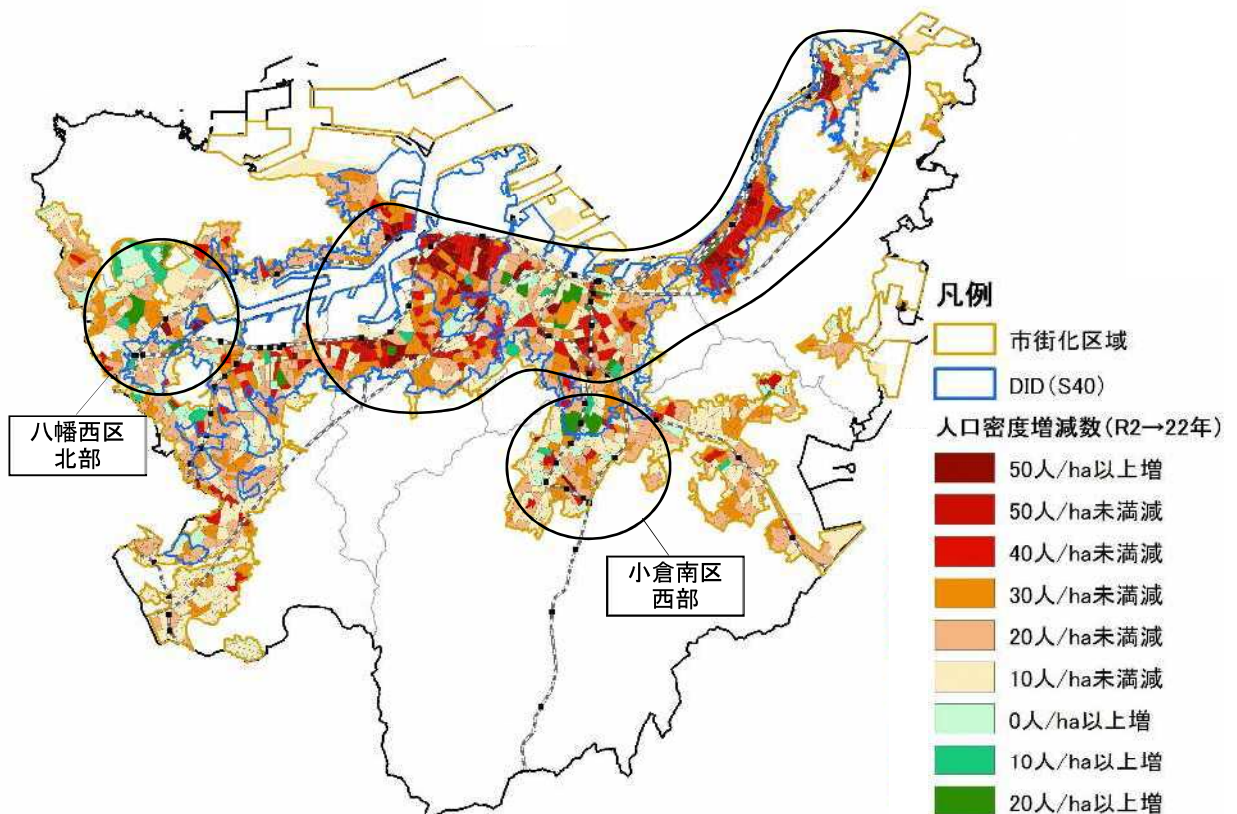 八幡西区
北部
小倉南区
西部
凡例
市街化区域
DID(S40)
人口密度増減数(R2→22年)
50人/ha以上増
50人/ha未満減
40人/ha未満減
30人/ha未満減
20人/ha未満減
10人/ha未満減
0人/ha以上増
10人/ha以上増
20人/ha以上増